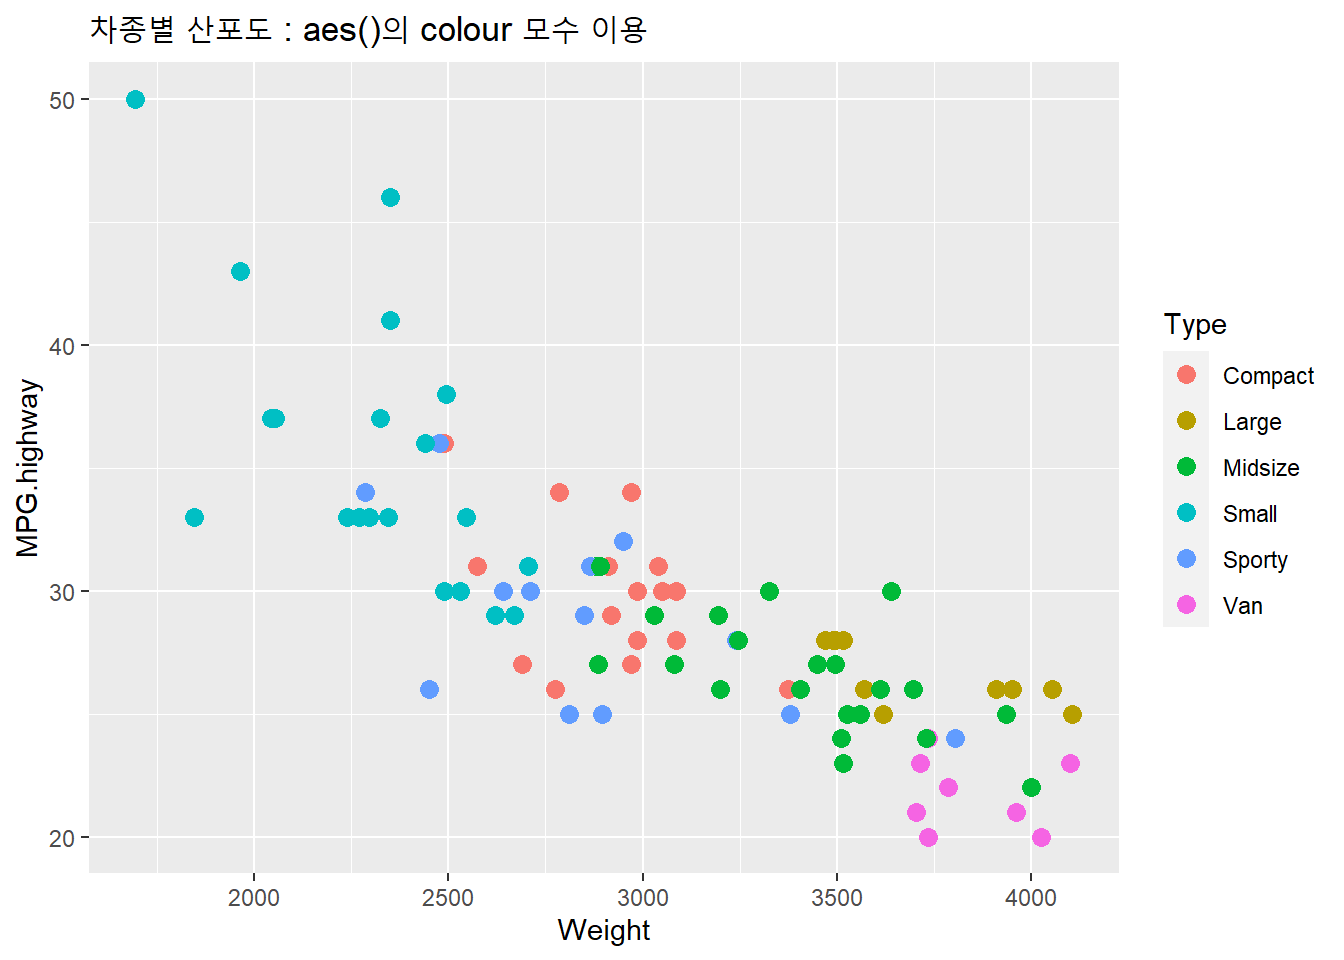 차종별 산포도 : aes()의 colour 모수 이용
50
40
30
20
MPG.highway
2000 2500 3000 3500 4000
Weight
Type
Compact
Large
Midsize
Small
Sporty
Van